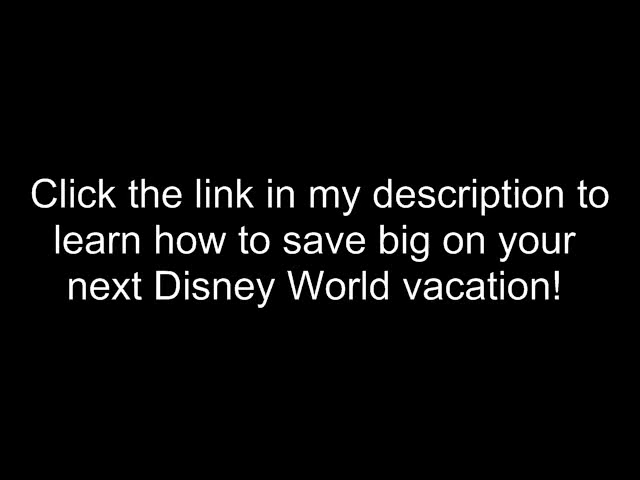 Click the link in my description to
learn how to save big on your
next Disney World vacation!